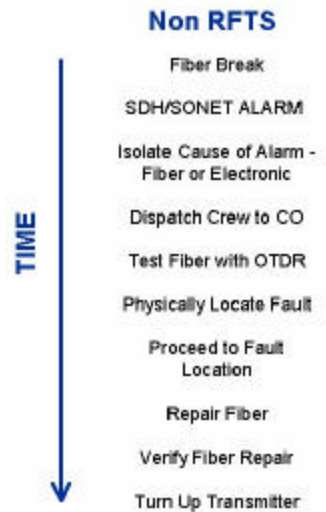 Non RFTS
Fiber Break
SDH/SONET ALARM
Isolate Cause of Alarm -
Fiber or Electronic
Dispatch Crew to CO
Test Fiber with OTDR
Physically Locate Fault
Proceed to Fault
Location
Repair Fiber
Verify Fiber Repair
Turn Up Transmitter
TIME